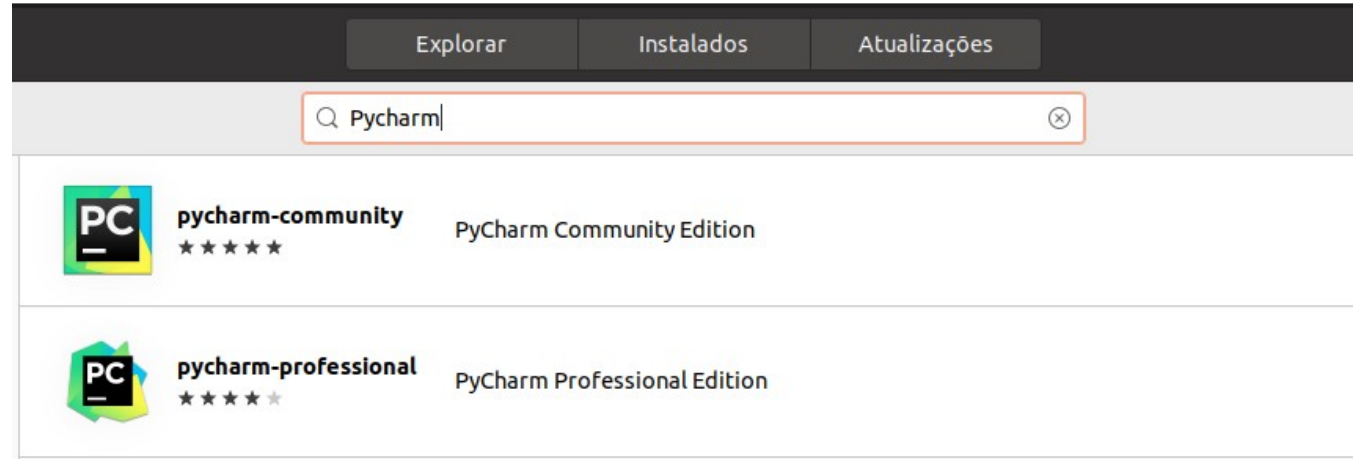 Explorar Instalados Atualizações
Pycharm
PC
pycharm-community
PyCharm Community Edition
PC
pycharm-professional
PyCharm Professional Edition